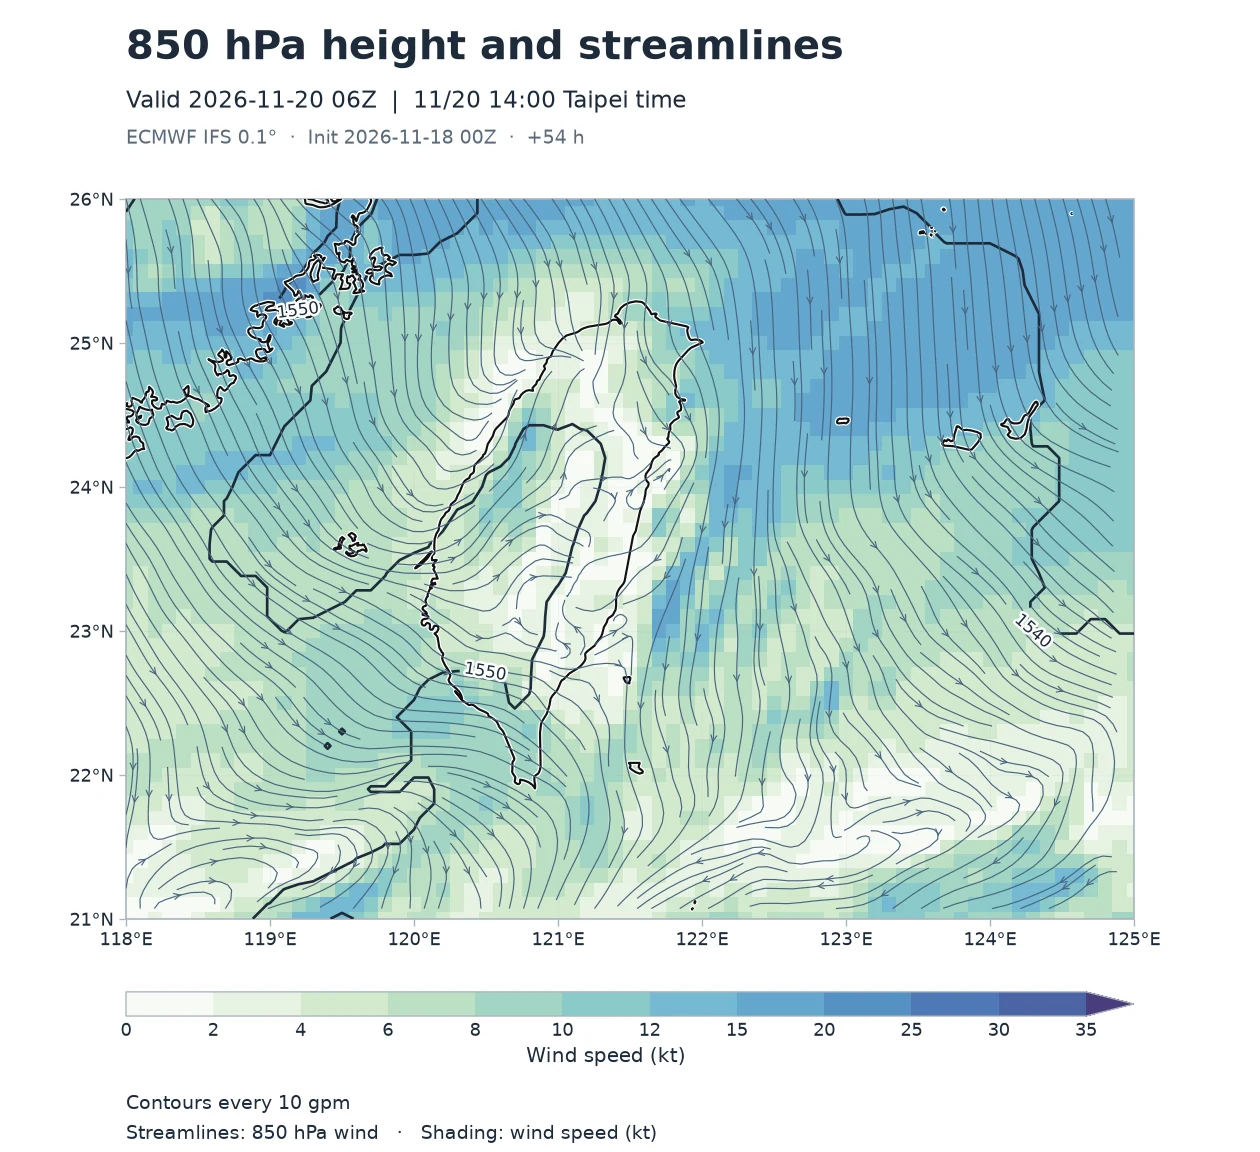 850 hPa height and streamlines
Valid 2026-11-20 06Z | 11/20 14:00 Taipei time
ECMWF IFS 0.1° · Init 2026-11-18 00Z · +54 h
26°N
25°N
24°N
23°N
22°N
21°N
1550
1550
1540
118°E 119°E 120°E 121°E 122°E 123°E 124°E 125°E
0 2 4 6 8 10 12 15 20 25 30 35
Wind speed (kt)
Contours every 10 gpm
Streamlines: 850 hPa wind · Shading: wind speed (kt)